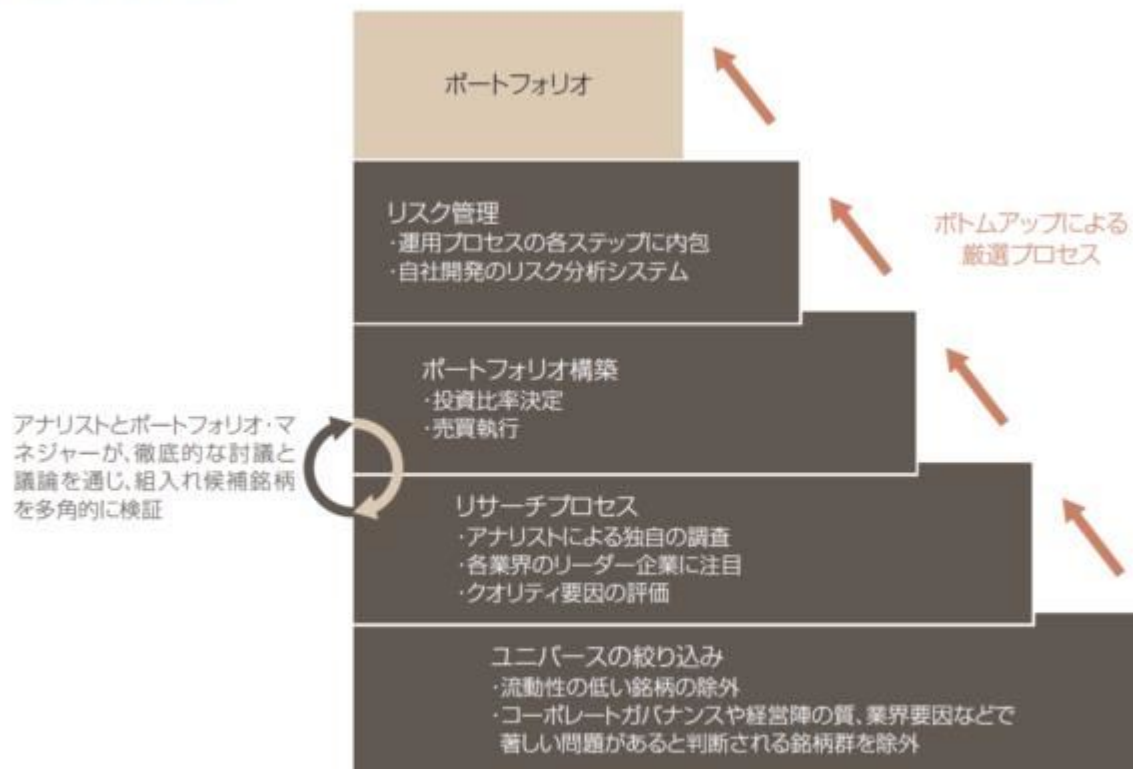 ポートフォリオ
リスク管理
・運用プロセスの各ステップに内包
・自社開発のリスク分析システム
ボトムアップによる
厳選プロセス
ポートフォリオ構築
・投資比率決定
・売買執行
アナリストとポートフォリオ・マ
ネジャーが、徹底的な討議と
議論を通じ、組入れ候補銘柄
を多角的に検証
リサーチプロセス
・アナリストによる独自の調査
・各業界のリーダー企業に注目
・クオリティ要因の評価
ユニバースの絞り込み
・流動性の低い銘柄の除外
・コーポレートガバナンスや経営陣の質、業界要因などで
著しい問題があると判断される銘柄群を除外